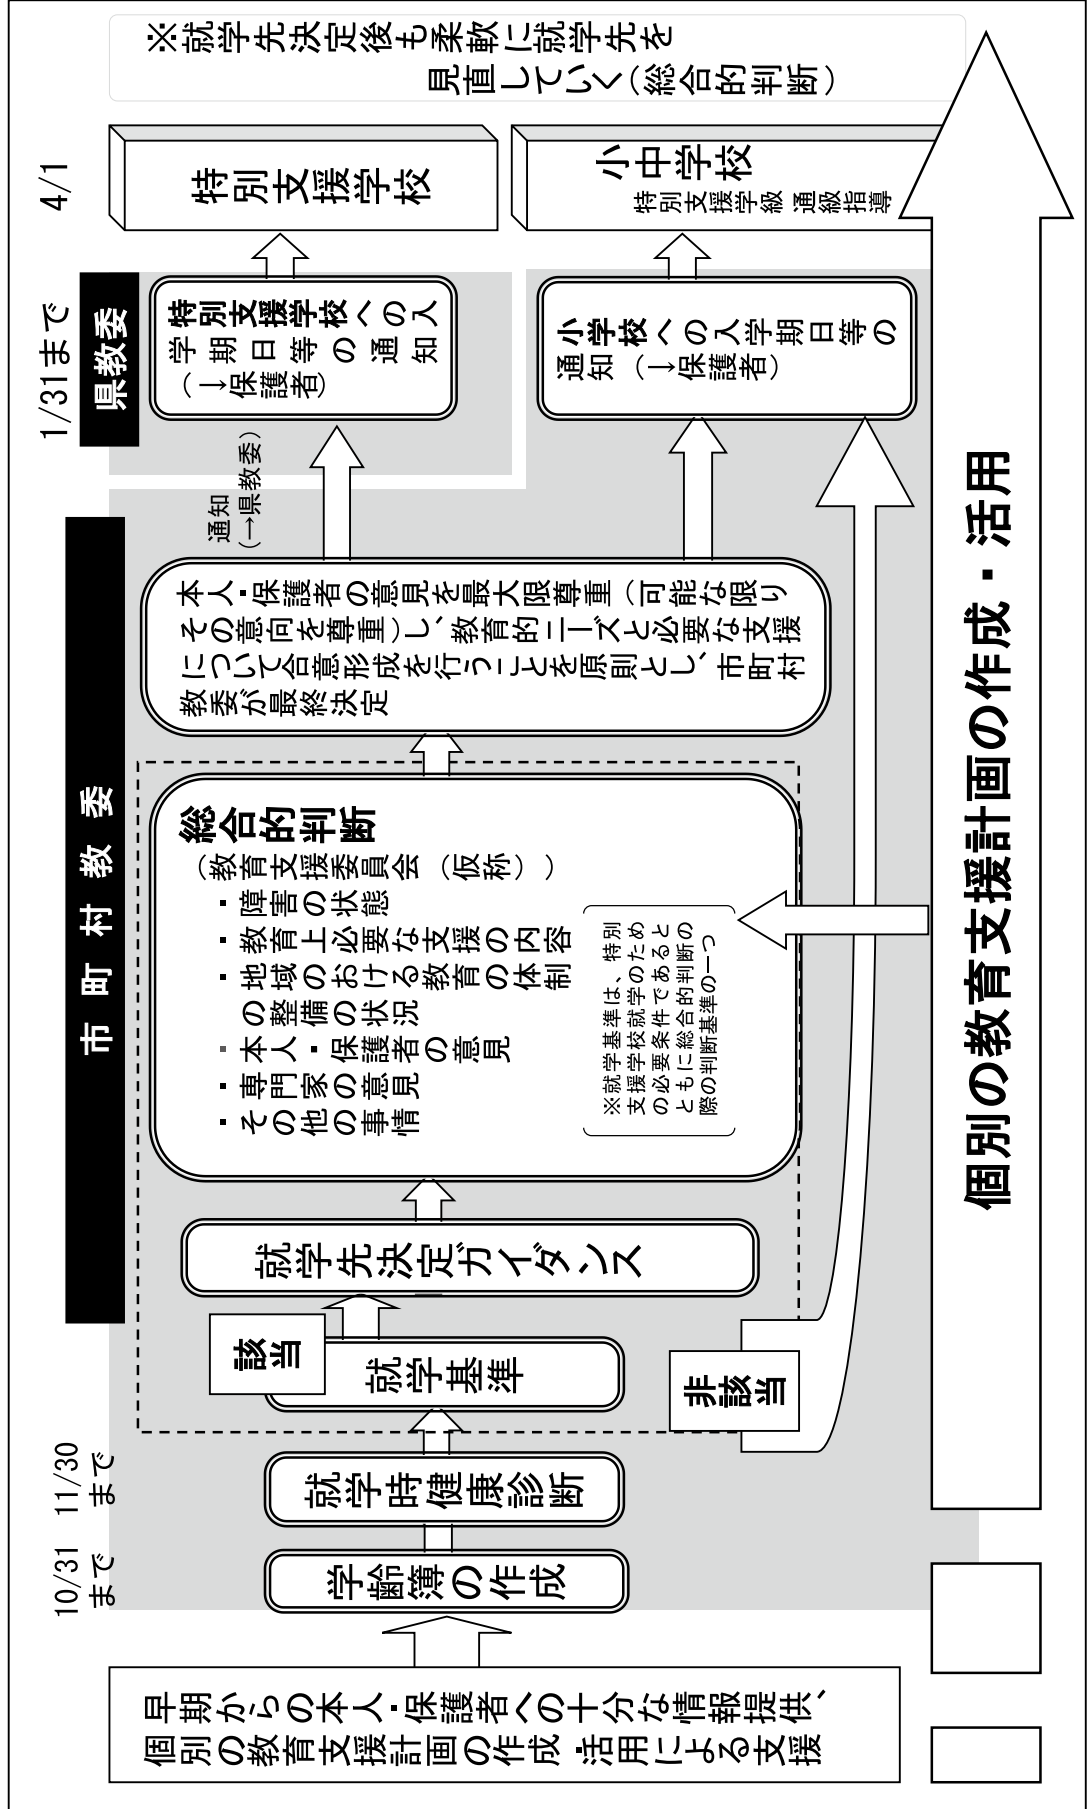 ※就学先決定後も柔軟に就学先を
見直していく(総合的判断)
4/1
特別支援学校
小中学校
特別支援学級 通級指導
1/31まで
県教委
特別支援学校への入
学期日等の通知
(→保護者)
小学校への入学期日等の
通知 (→保護者)
通知
(→県教委)
市町村教委
本人・保護者の意見を最大限尊重(可能な限り
その意向を尊重)し、教育的ニーズと必要な支援
について合意形成を行うことを原則とし、市町村
教委が最終決定
総合的判断
(教育支援委員会(仮称))
・障害の状態
・教育上必要な支援の内容
・地域のおける教育の体制
の整備の状況
・本人・保護者の意見
・専門家の意見
・その他の事情
※就学基準は、特別
支援学校就学のため
の必要条件であると
ともに総合的判断の
際の判断基準の一つ
就学先決定ガイダンス
該当
就学基準
非該当
11/30
まで
就学時健康診断
10/31
まで
学齢簿の作成
早期からの本人・保護者への十分な情報提供、
個別の教育支援計画の作成・活用による支援
個別の教育支援計画の作成・活用